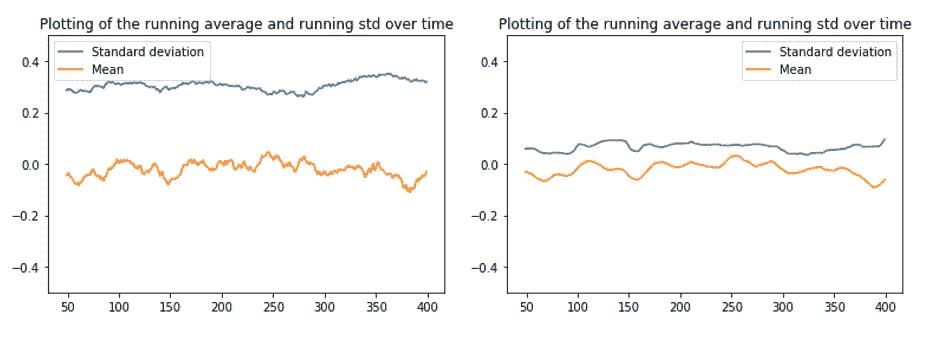 Plotting of the running average and running std over time
Standard deviation
Mean
0.4
0.2
0.0
−0.2
−0.4
50 100 150 200 250 300 350 400
Plotting of the running average and running std over time
Standard deviation
Mean
0.4
0.2
0.0
−0.2
−0.4
50 100 150 200 250 300 350 400